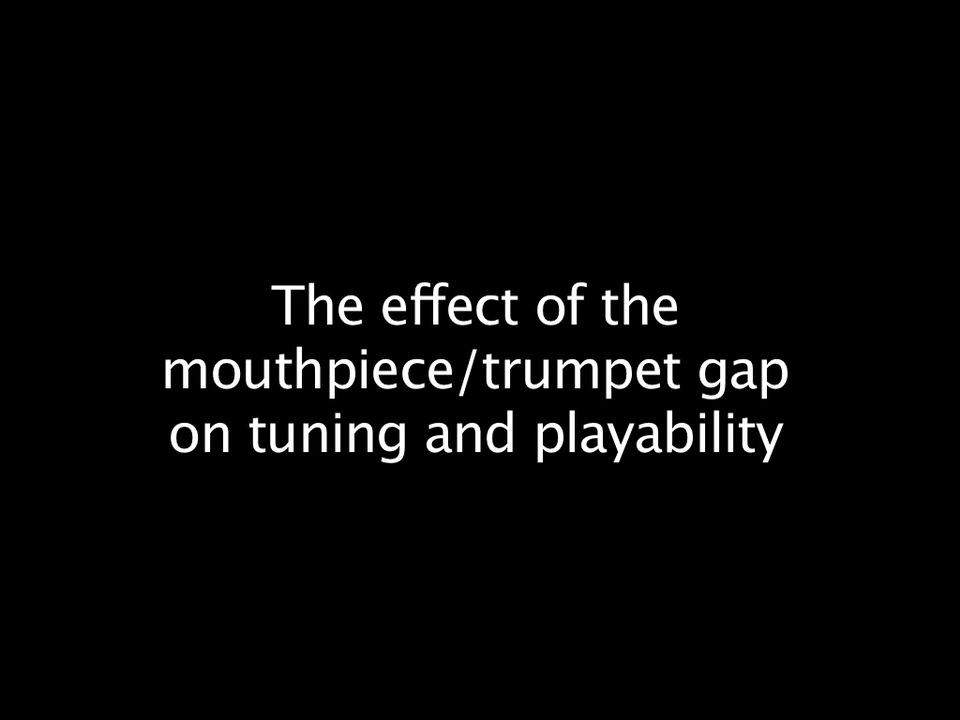 The effect of the
mouthpiece/trumpet gap
on tuning and playability